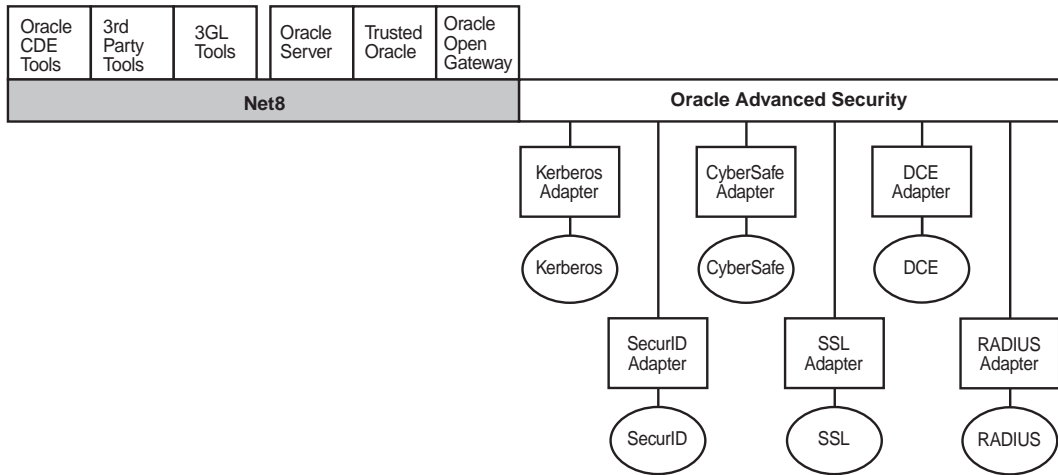 Oracle
CDE
Tools
3rd
Party
Tools
3GL
Tools
Oracle
Server
Trusted
Oracle
Oracle
Open
Gateway
Net8
Oracle Advanced Security
Kerberos
Adapter
CyberSafe
Adapter
DCE
Adapter
Kerberos
CyberSafe
DCE
SecurID
Adapter
SSL
Adapter
RADIUS
Adapter
SecurID
SSL
RADIUS